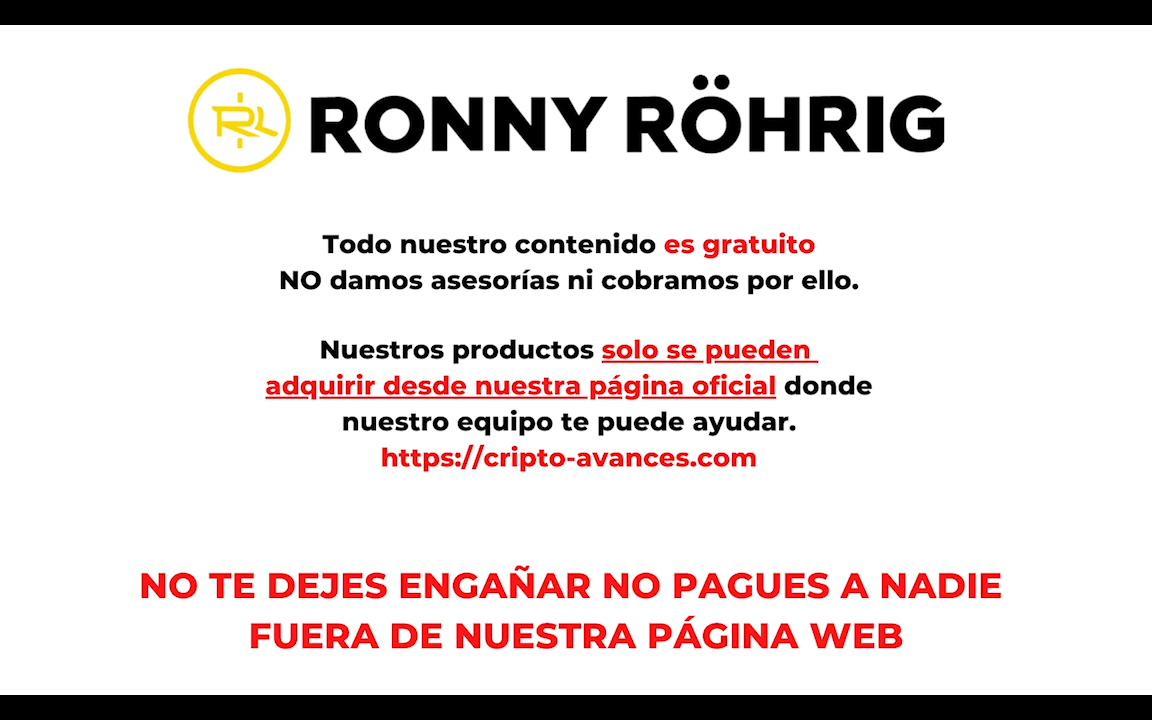 RONNY RÖHRIG
Todo nuestro contenido es gratuito
NO damos asesorías ni cobramos por ello.
Nuestros productos solo se pueden
adquirir desde nuestra página oficial donde
nuestro equipo te puede ayudar.
https://cripto-avances.com
NO TE DEJES ENGAÑAR NO PAGUES A NADIE
FUERA DE NUESTRA PÁGINA WEB